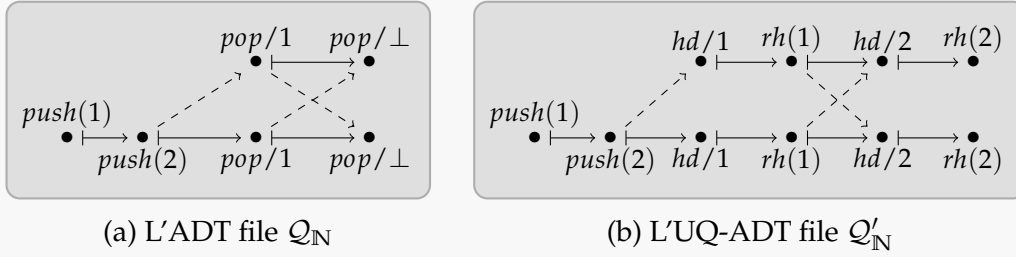 pop/1 pop/⊥ hd/1 rh(1) hd/2 rh(2)
push(1) push(1)
push(2) pop/1 pop/⊥ push(2) hd/1 rh(1) hd/2 rh(2)
(a) L'ADT file 𝒬ℕ (b) L'UQ-ADT file 𝒬′ℕ